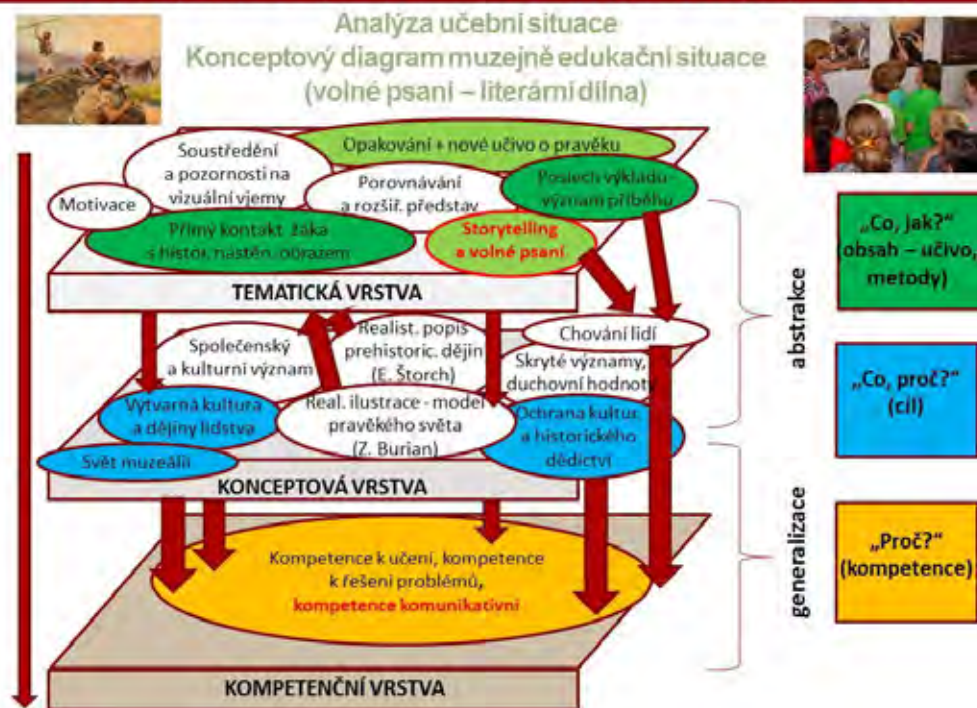 Analýza učební situace
Konceptový diagram muzejně edukační situace
(volné psaní – literární dílna)
Opakování + nové učivo o pravěku
Soustředění
a pozornosti na
vizuální vjemy
Motivace
Porovnávání
a rozšiř. představ
Poslech výkladu-
význam příběhu
Přímý kontakt žáka
s histor. nástěn. obrazem
Storytelling
a volné psaní
TEMATICKÁ VRSTVA
Společenský
a kulturní význam
Realist. popis
prehistoric. dějin
(E. Štorch)
Chování lidí
Skryté významy,
duchovní hodnoty
Výtvarná kultura
a dějiny lidstva
Real. ilustrace - model
pravěkého světa
(Z. Burian)
Ochrana kultur.
a historického
dědictví
Svět muzeálií
KONCEPTOVÁ VRSTVA
Kompetence k učení, kompetence
k řešení problémů,
kompetence komunikativní
KOMPETENČNÍ VRSTVA
abstrakce
generalizace
„Co, jak?“
(obsah – učivo,
metody)
„Co, proč?“
(cíl)
„Proč?“
(kompetence)